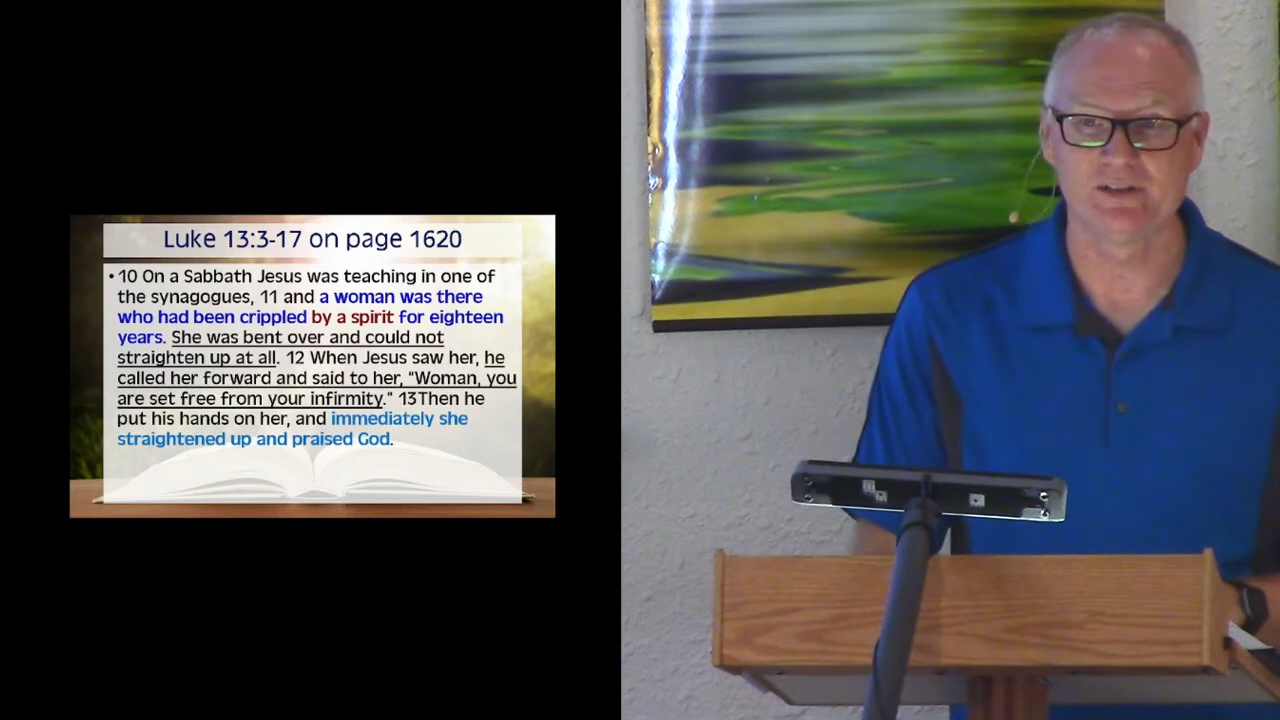 Luke 13:3-17 on page 1620
• 10 On a Sabbath Jesus was teaching in one of
the synagogues, 11 and a woman was there
who had been crippled by a spirit for eighteen
years. She was bent over and could not
straighten up at all. 12 When Jesus saw her, he
called her forward and said to her, “Woman, you
are set free from your infirmity.” 13Then he
put his hands on her, and immediately she
straightened up and praised God.